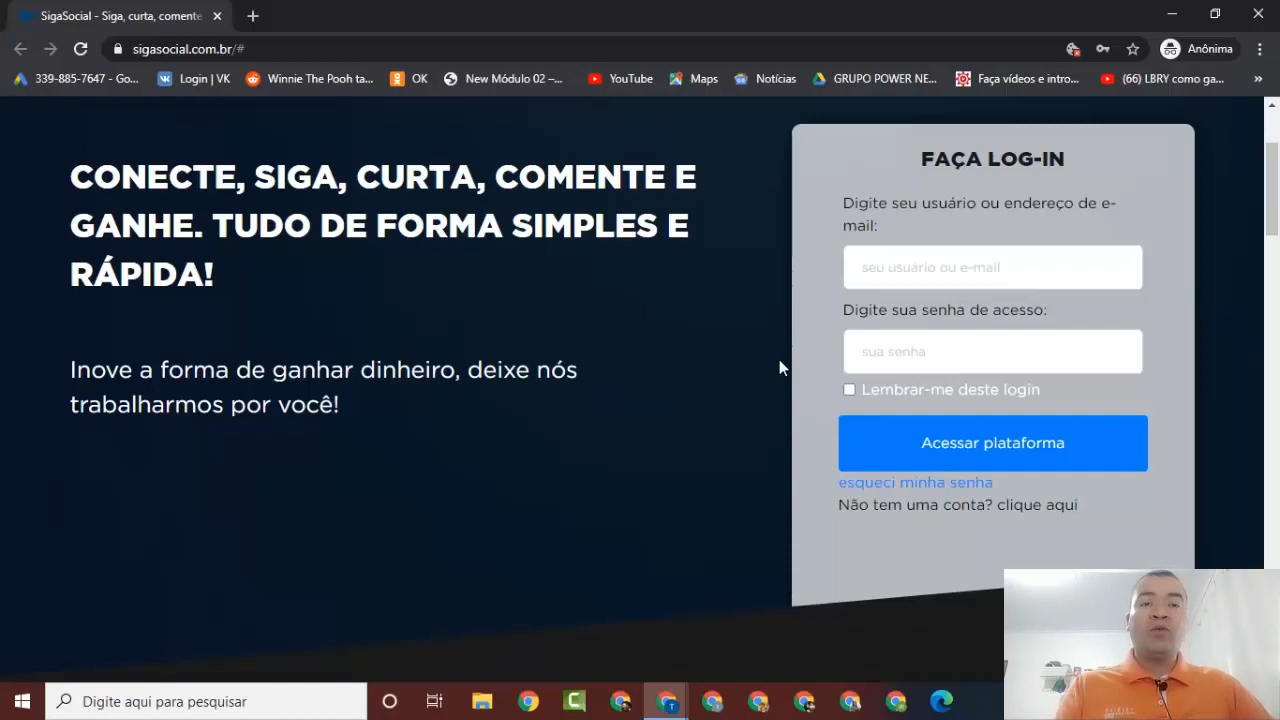 SigaSocial - Siga, curta, comente
sigasocial.com.br/#
Anônima
339-885-7647 - Go...
Login | VK
Winnie The Pooh ta...
OK
New Módulo 02 –...
YouTube
Maps
Notícias
GRUPO POWER NE...
Faça vídeos e intro...
(66) LBRY como ga...
»
CONECTE, SIGA, CURTA, COMENTE E
GANHE. TUDO DE FORMA SIMPLES E
RÁPIDA!
Inove a forma de ganhar dinheiro, deixe nós
trabalharmos por você!
FAÇA LOG-IN
Digite seu usuário ou endereço de e-
mail:
seu usuário ou e-mail
Digite sua senha de acesso:
sua senha
Lembrar-me deste login
Acessar plataforma
esqueci minha senha
Não tem uma conta? clique aqui
Digite aqui para pesquisar